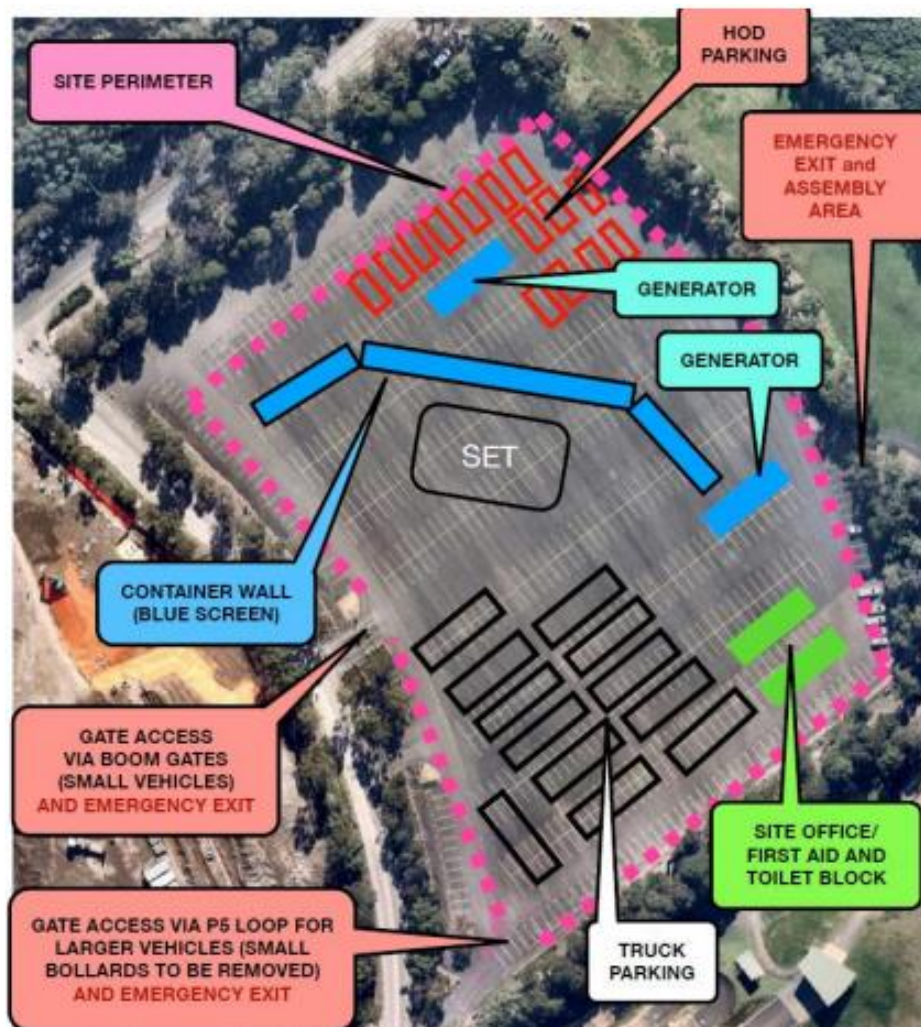 HOD
PARKING
SITE PERIMETER
EMERGENCY
EXIT and
ASSEMBLY
AREA
GENERATOR
GENERATOR
SET
CONTAINER WALL
(BLUE SCREEN)
GATE ACCESS
VIA BOOM GATES
(SMALL VEHICLES)
AND EMERGENCY EXIT
SITE OFFICE/
FIRST AID AND
TOILET BLOCK
GATE ACCESS VIA P5 LOOP FOR
LARGER VEHICLES (SMALL
BOLLARDS TO BE REMOVED)
AND EMERGENCY EXIT
TRUCK
PARKING